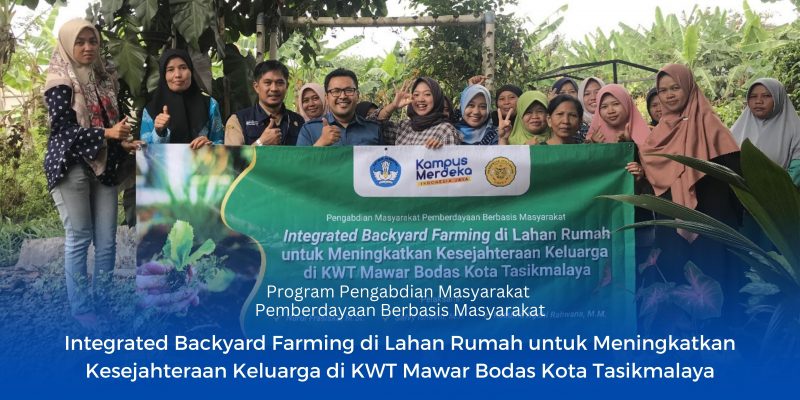 Kampus
Merdeka
INDONESIA JAYA
Pengabdian Masyarakat Pemberdayaan Berbasis Masyarakat
Integrated Backyard Farming di Lahan Rumah
untuk Meningkatkan Kesejahteraan Keluarga
di KWT Mawar Bodas Kota Tasikmalaya
Program Pengabdian Masyarakat
Pemberdayaan Berbasis Masyarakat
Rahwana, M.M.
Integrated Backyard Farming di Lahan Rumah untuk Meningkatkan
Kesejahteraan Keluarga di KWT Mawar Bodas Kota Tasikmalaya